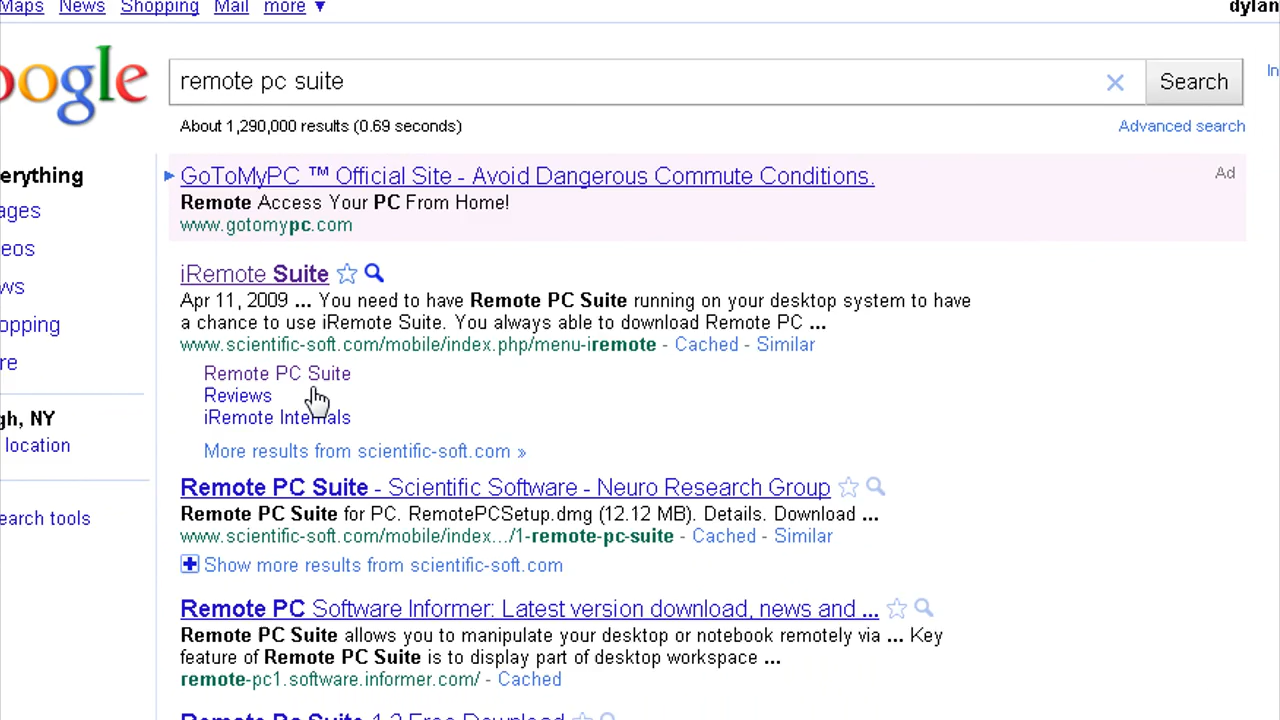 Maps News Shopping Mail more ▼ dylan
oogle remote pc suite Search In
About 1,290,000 results (0.69 seconds) Advanced search
erything
ages
eos
ws
opping
re
gh, NY
location
earch tools
GoToMyPC ™ Official Site - Avoid Dangerous Commute Conditions. Ad
Remote Access Your PC From Home!
www.gotomypc.com
iRemote Suite
Apr 11, 2009 ... You need to have Remote PC Suite running on your desktop system to have
a chance to use iRemote Suite. You always able to download Remote PC ...
www.scientific-soft.com/mobile/index.php/menu-iremote - Cached - Similar
Remote PC Suite
Reviews
iRemote Internals
More results from scientific-soft.com »
Remote PC Suite - Scientific Software - Neuro Research Group
Remote PC Suite for PC. RemotePCSetup.dmg (12.12 MB). Details. Download ...
www.scientific-soft.com/mobile/index.../1-remote-pc-suite - Cached - Similar
Show more results from scientific-soft.com
Remote PC Software Informer: Latest version download, news and ...
Remote PC Suite allows you to manipulate your desktop or notebook remotely via ... Key
feature of Remote PC Suite is to display part of desktop workspace ...
remote-pc1.software.informer.com/ - Cached
Remote Pc Suite 1.2 Free Download